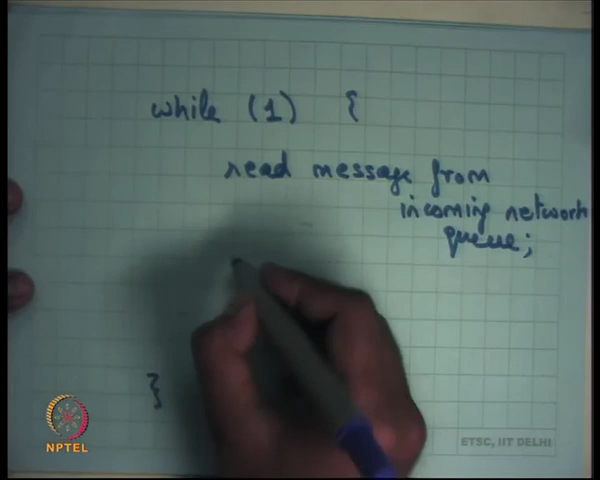 while (1) {
read message from
incoming network
queue;
}
NPTEL
ETSC, IIT DELHI